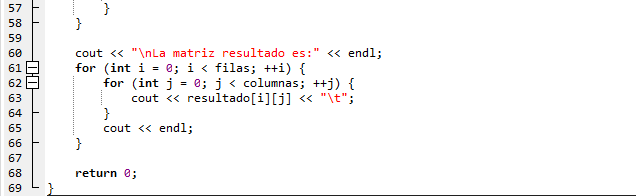 57 }
58 }
59
60 cout << "\nLa matriz resultado es:" << endl;
61 for (int i = 0; i < filas; ++i) {
62 for (int j = 0; j < columnas; ++j) {
63 cout << resultado[i][j] << "\t";
64 }
65 cout << endl;
66 }
67
68 return 0;
69 }